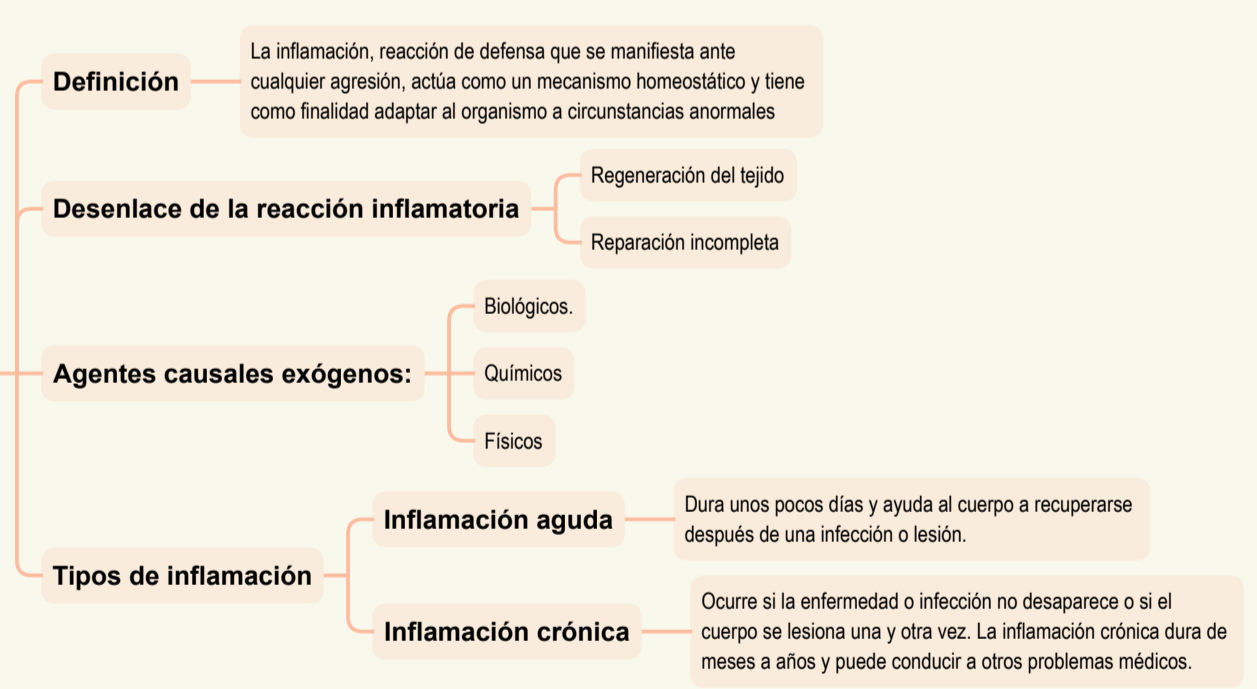 Definición
La inflamación, reacción de defensa que se manifiesta ante
cualquier agresión, actúa como un mecanismo homeostático y tiene
como finalidad adaptar al organismo a circunstancias anormales
Desenlace de la reacción inflamatoria
Regeneración del tejido
Reparación incompleta
Agentes causales exógenos:
Biológicos.
Químicos
Físicos
Tipos de inflamación
Inflamación aguda
Dura unos pocos días y ayuda al cuerpo a recuperarse
después de una infección o lesión.
Inflamación crónica
Ocurre si la enfermedad o infección no desaparece o si el
cuerpo se lesiona una y otra vez. La inflamación crónica dura de
meses a años y puede conducir a otros problemas médicos.